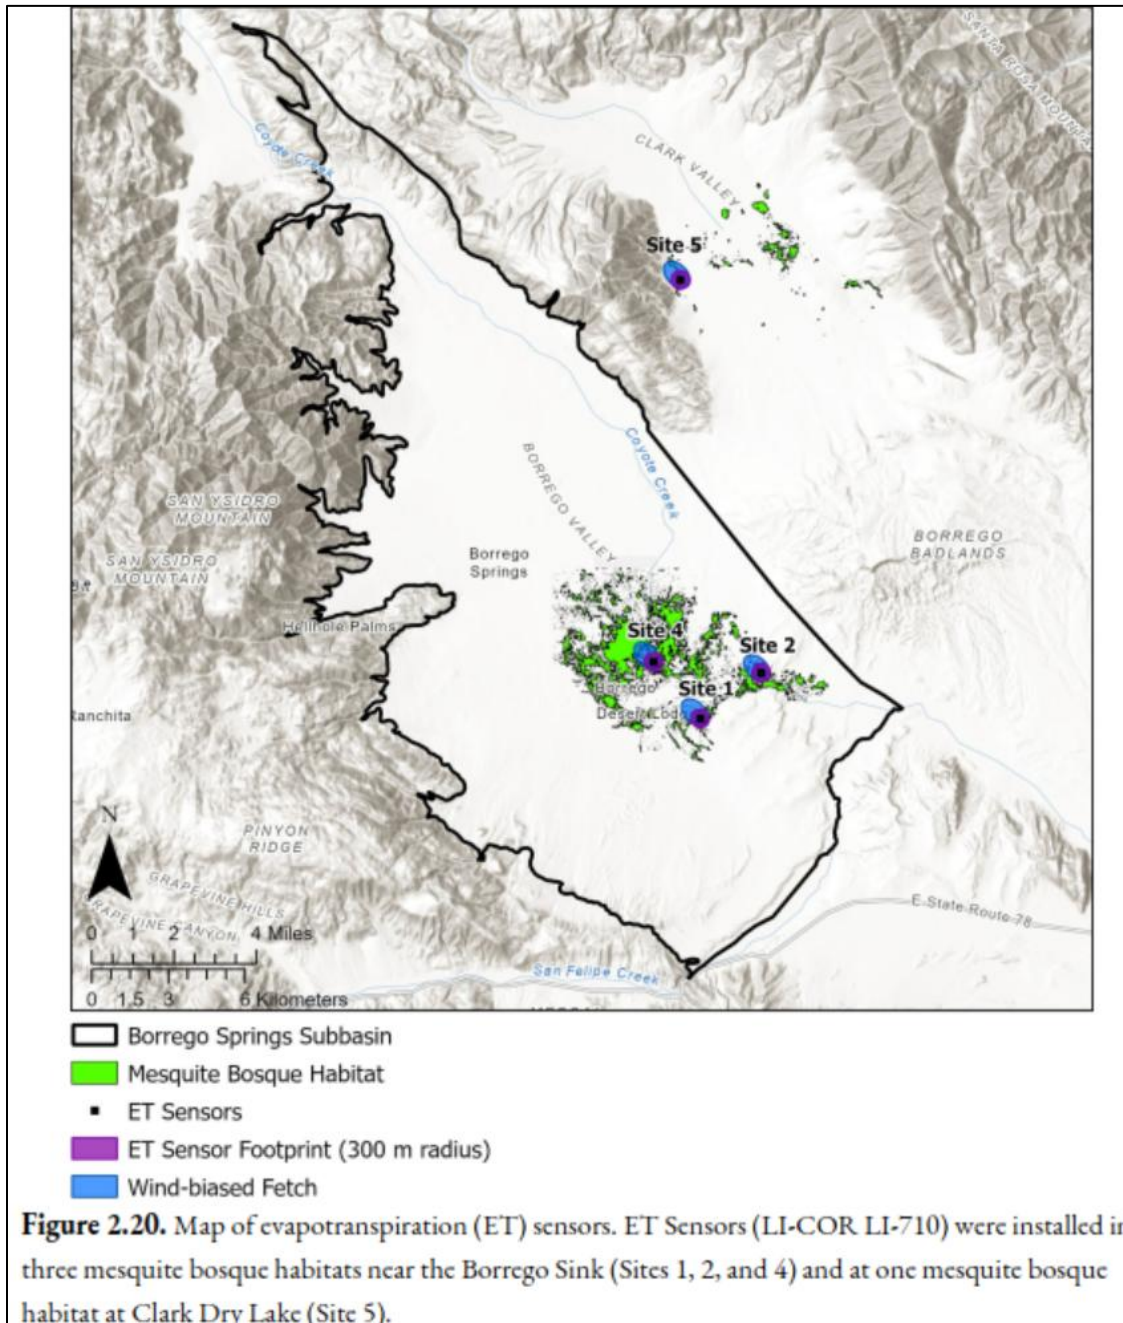 SANTA ROSA MOUNTAI
Coyote Creek
CLARK VALLEY
Site 5
Coyote Creek
BORREGO VALLEY
SAN YSIDRO
MOUNTAIN
BORREGO
BADLANDS
Borrego
Springs
SAN YSIDRO
MOUNTAIN
Hellhole Palms
Site 4
Site 2
Borrego
Site 1
Desert Lod
Ranchita
N
PINYON
RIDGE
GRAPEVINE HILLS
RAPEVINE CANYON
E State Route 78
0 1 2 4 Miles
San Felipe Creek
0 1.5 3 6 Kilometers
Borrego Springs Subbasin
Mesquite Bosque Habitat
ET Sensors
ET Sensor Footprint (300 m radius)
Wind-biased Fetch
Figure 2.20. Map of evapotranspiration (ET) sensors. ET Sensors (LI-COR LI-710) were installed in
three mesquite bosque habitats near the Borrego Sink (Sites 1, 2, and 4) and at one mesquite bosque
habitat at Clark Dry Lake (Site 5).